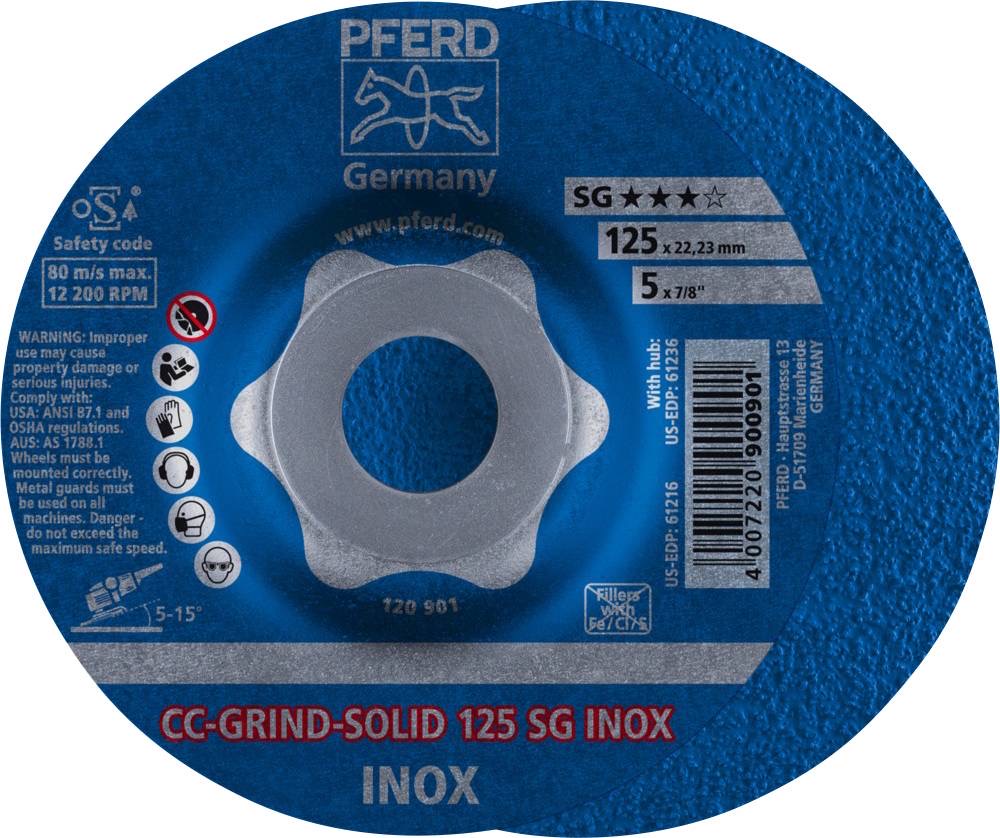 PFERD
Germany
www.pferd.com
SG ★★★☆
125 x 22,23 mm
5 x 7/8"
oSA®
Safety code
80 m/s max.
12 200 RPM
WARNING: Improper
use may cause
property damage or
serious injuries.
Comply with:
USA: ANSI B7.1 and
OSHA regulations.
AUS: AS 1788.1
Wheels must be
mounted correctly.
Metal guards must
be used on all
machines. Danger -
do not exceed the
maximum safe speed.
5-15°
With hub:
US-EDP: 61216 US-EDP: 61236
4 007220 900901
PFERD · Hauptstrasse 13
D-51709 Marienheide
GERMANY
120 901
Fillers
with
Fe/Cl/S
CC-GRIND-SOLID 125 SG INOX
INOX